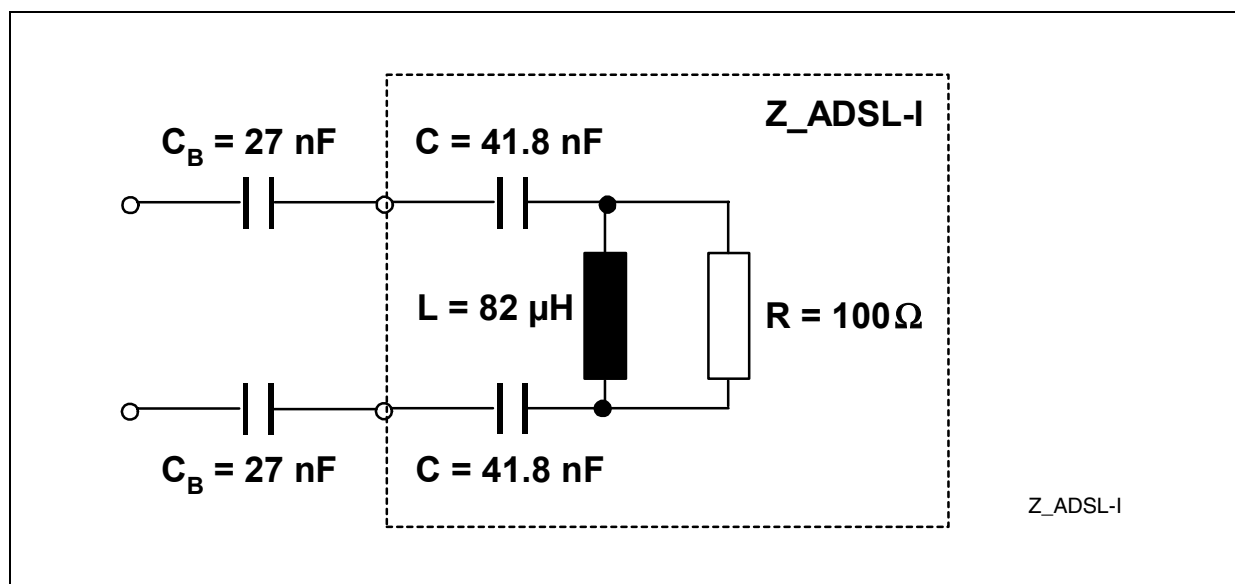 Z_ADSL-I
C_B = 27 nF
C = 41.8 nF
L = 82 µH
R = 100Ω
C_B = 27 nF
C = 41.8 nF
Z_ADSL-I